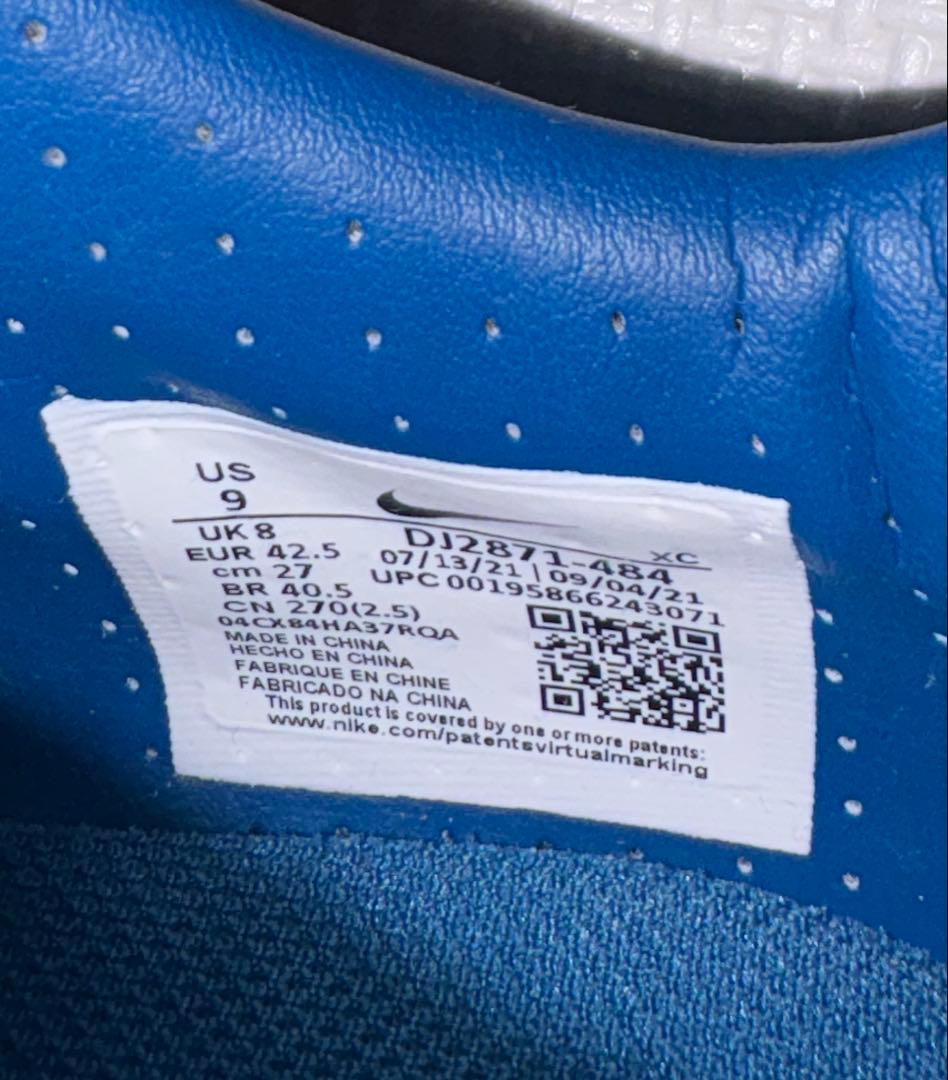 US
9
UK 8
EUR 42.5
cm 27
BR 40.5
CN 270(2.5)
04CX84HA37RQA
XC
DJ2871-484
07/13/21 | 09/04/21
UPC 00195866243071
MADE IN CHINA
HECHO EN CHINA
FABRIQUE EN CHINE
FABRICADO NA CHINA
This product is covered by one or more patents:
www.nike.com/patentsvirtualmarking